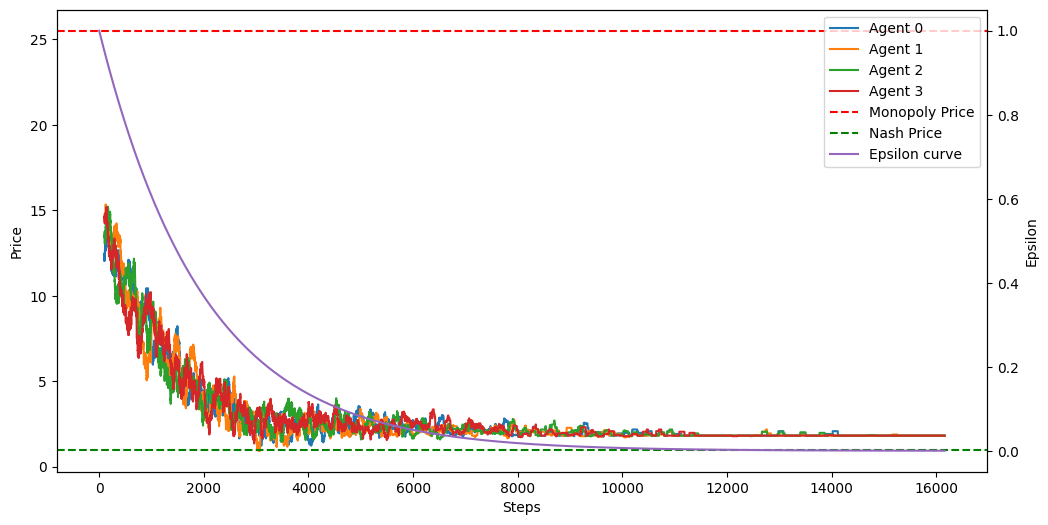 25
20
15
10
5
0
Price
0
2000
4000
6000
8000
10000
12000
14000
16000
Steps
1.0
0.8
0.6
0.4
0.2
0.0
Epsilon
Agent 0
Agent 1
Agent 2
Agent 3
Monopoly Price
Nash Price
Epsilon curve